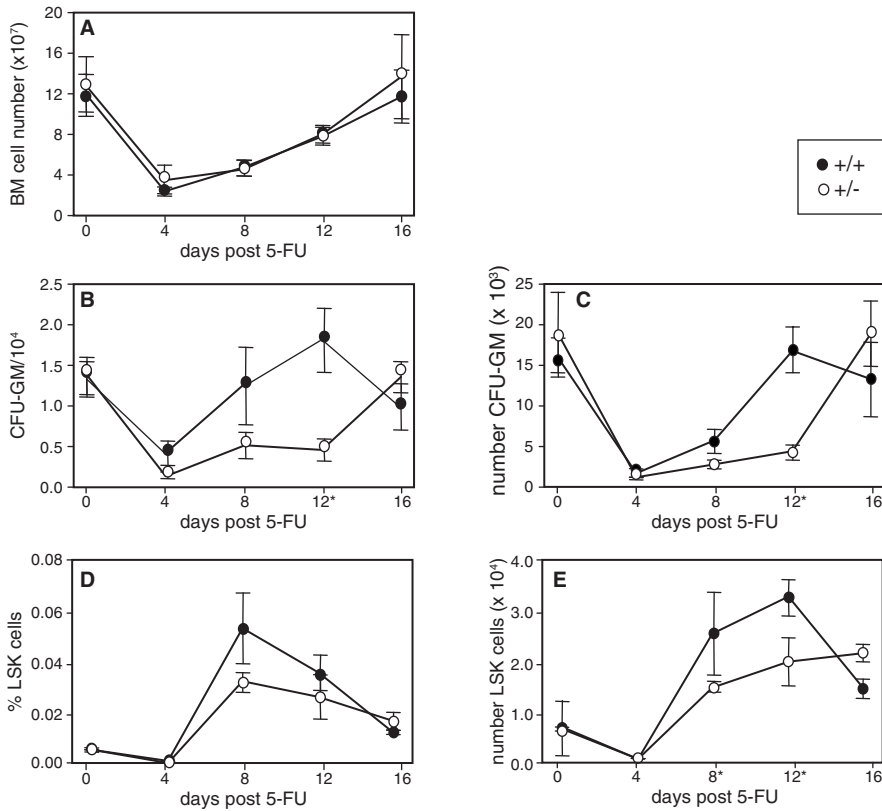 A
BM cell number (x10⁷)
20
16
12
8
4
0
0 4 8 12 16
days post 5-FU
+/+
+/-
B
CFU-GM/10⁴
2.5
2.0
1.5
1.0
0.5
0.0
0 4 8 12* 16
days post 5-FU
C
number CFU-GM (x 10³)
25
20
15
10
5
0
0 4 8 12* 16
days post 5-FU
D
% LSK cells
0.08
0.06
0.04
0.02
0.00
0 4 8 12 16
days post 5-FU
E
number LSK cells (x 10⁴)
4.0
3.0
2.0
1.0
0.0
0 4 8* 12* 16
days post 5-FU